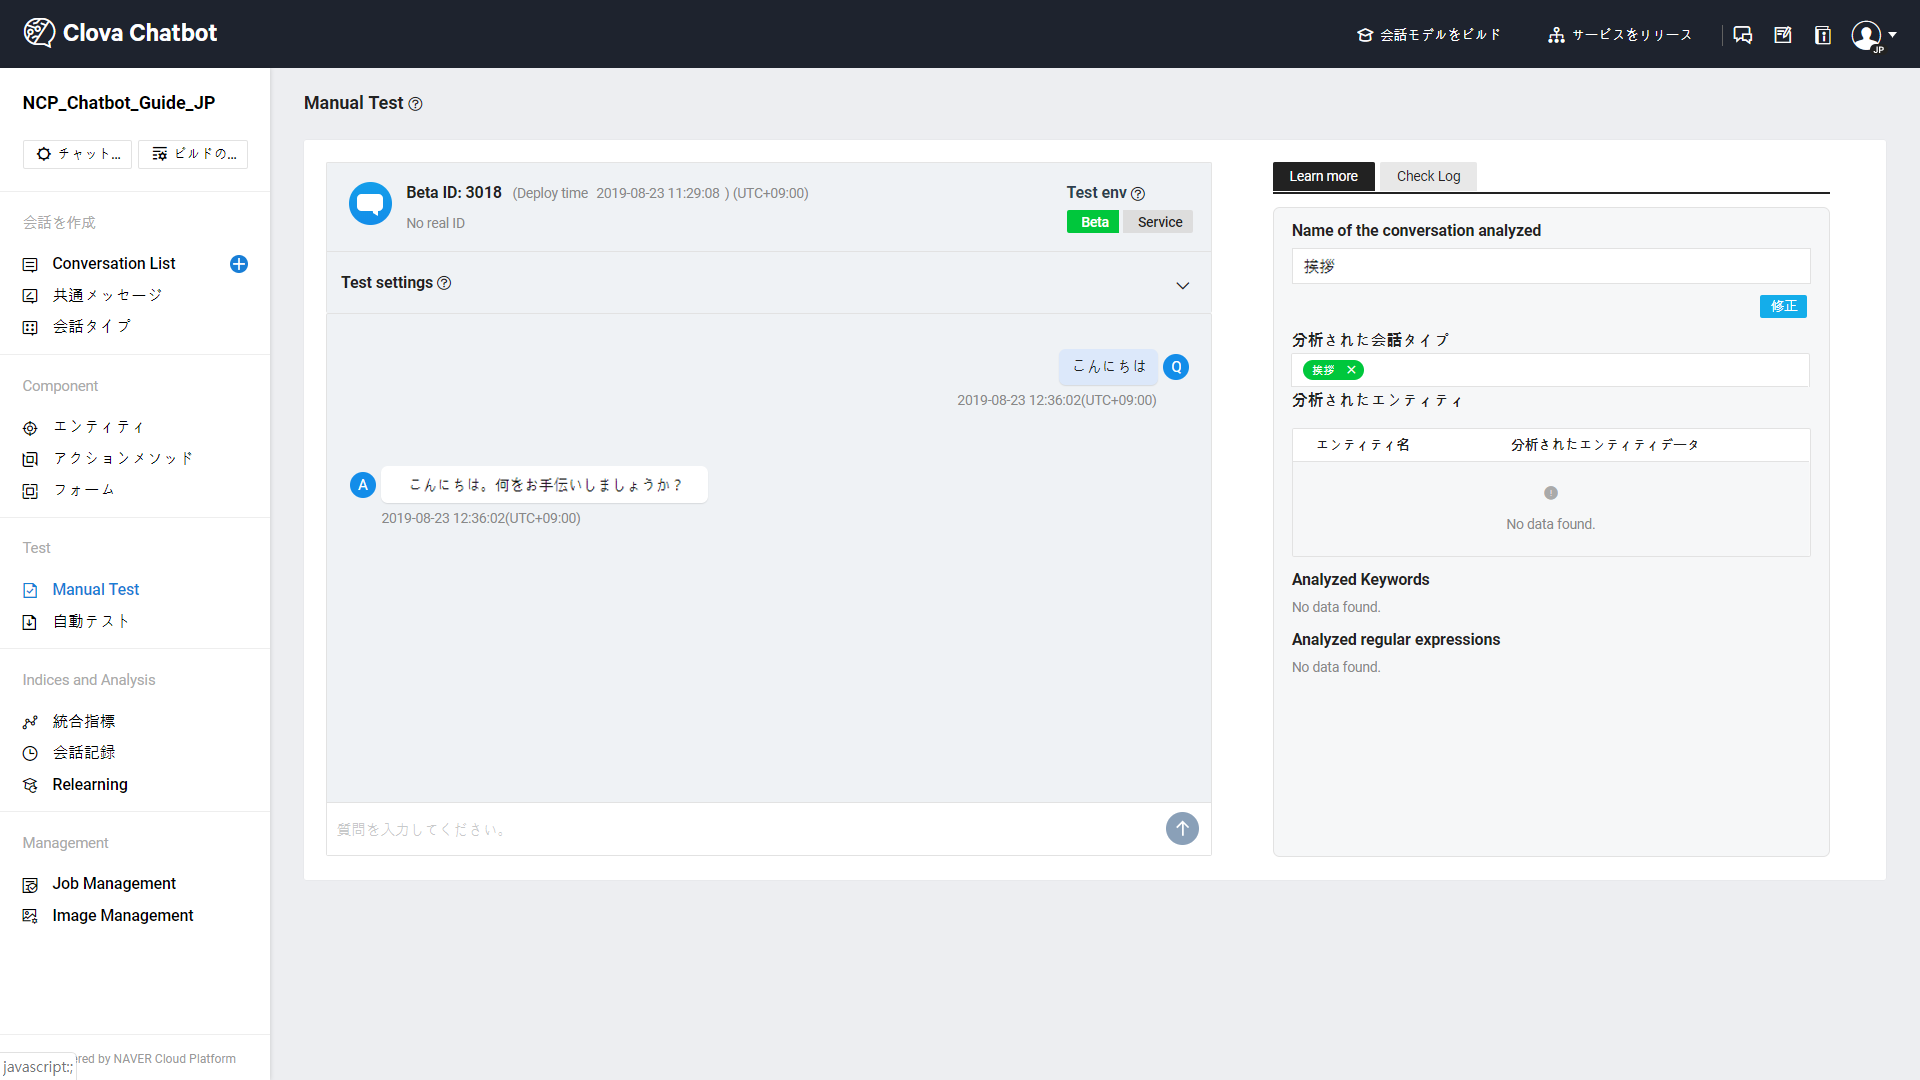 Clova Chatbot
会話モデルをビルド
サービスをリリース
JP
NCP_Chatbot_Guide_JP
チャット...
ビルドの...
会話を作成
Conversation List
共通メッセージ
会話タイプ
Component
エンティティ
アクションメソッド
フォーム
Test
Manual Test
自動テスト
Indices and Analysis
統合指標
会話記録
Relearning
Management
Job Management
Image Management
ered by NAVER Cloud Platform
javascript:;
Manual Test
Beta ID: 3018 (Deploy time 2019-08-23 11:29:08 ) (UTC+09:00)
No real ID
Test env
Beta
Service
Test settings
こんにちは
Q
2019-08-23 12:36:02(UTC+09:00)
A
こんにちは。何をお手伝いしましょうか？
2019-08-23 12:36:02(UTC+09:00)
質問を入力してください。
Learn more
Check Log
Name of the conversation analyzed
挨拶
修正
分析された会話タイプ
挨拶
分析されたエンティティ
エンティティ名
分析されたエンティティデータ
No data found.
Analyzed Keywords
No data found.
Analyzed regular expressions
No data found.